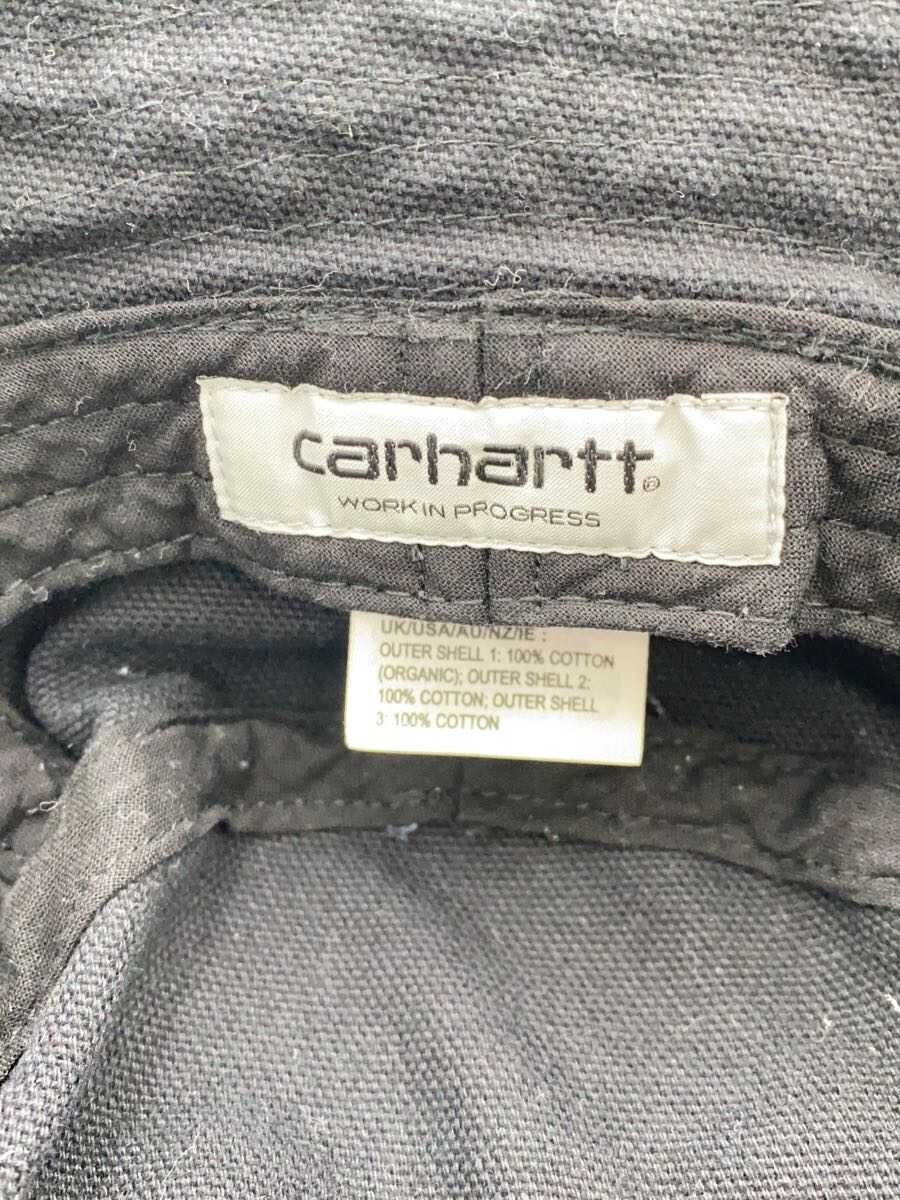 carhartt®
WORK IN PROGRESS
UK/USA/AU/NZ/IE :
OUTER SHELL 1: 100% COTTON
(ORGANIC); OUTER SHELL 2:
100% COTTON; OUTER SHELL
3: 100% COTTON